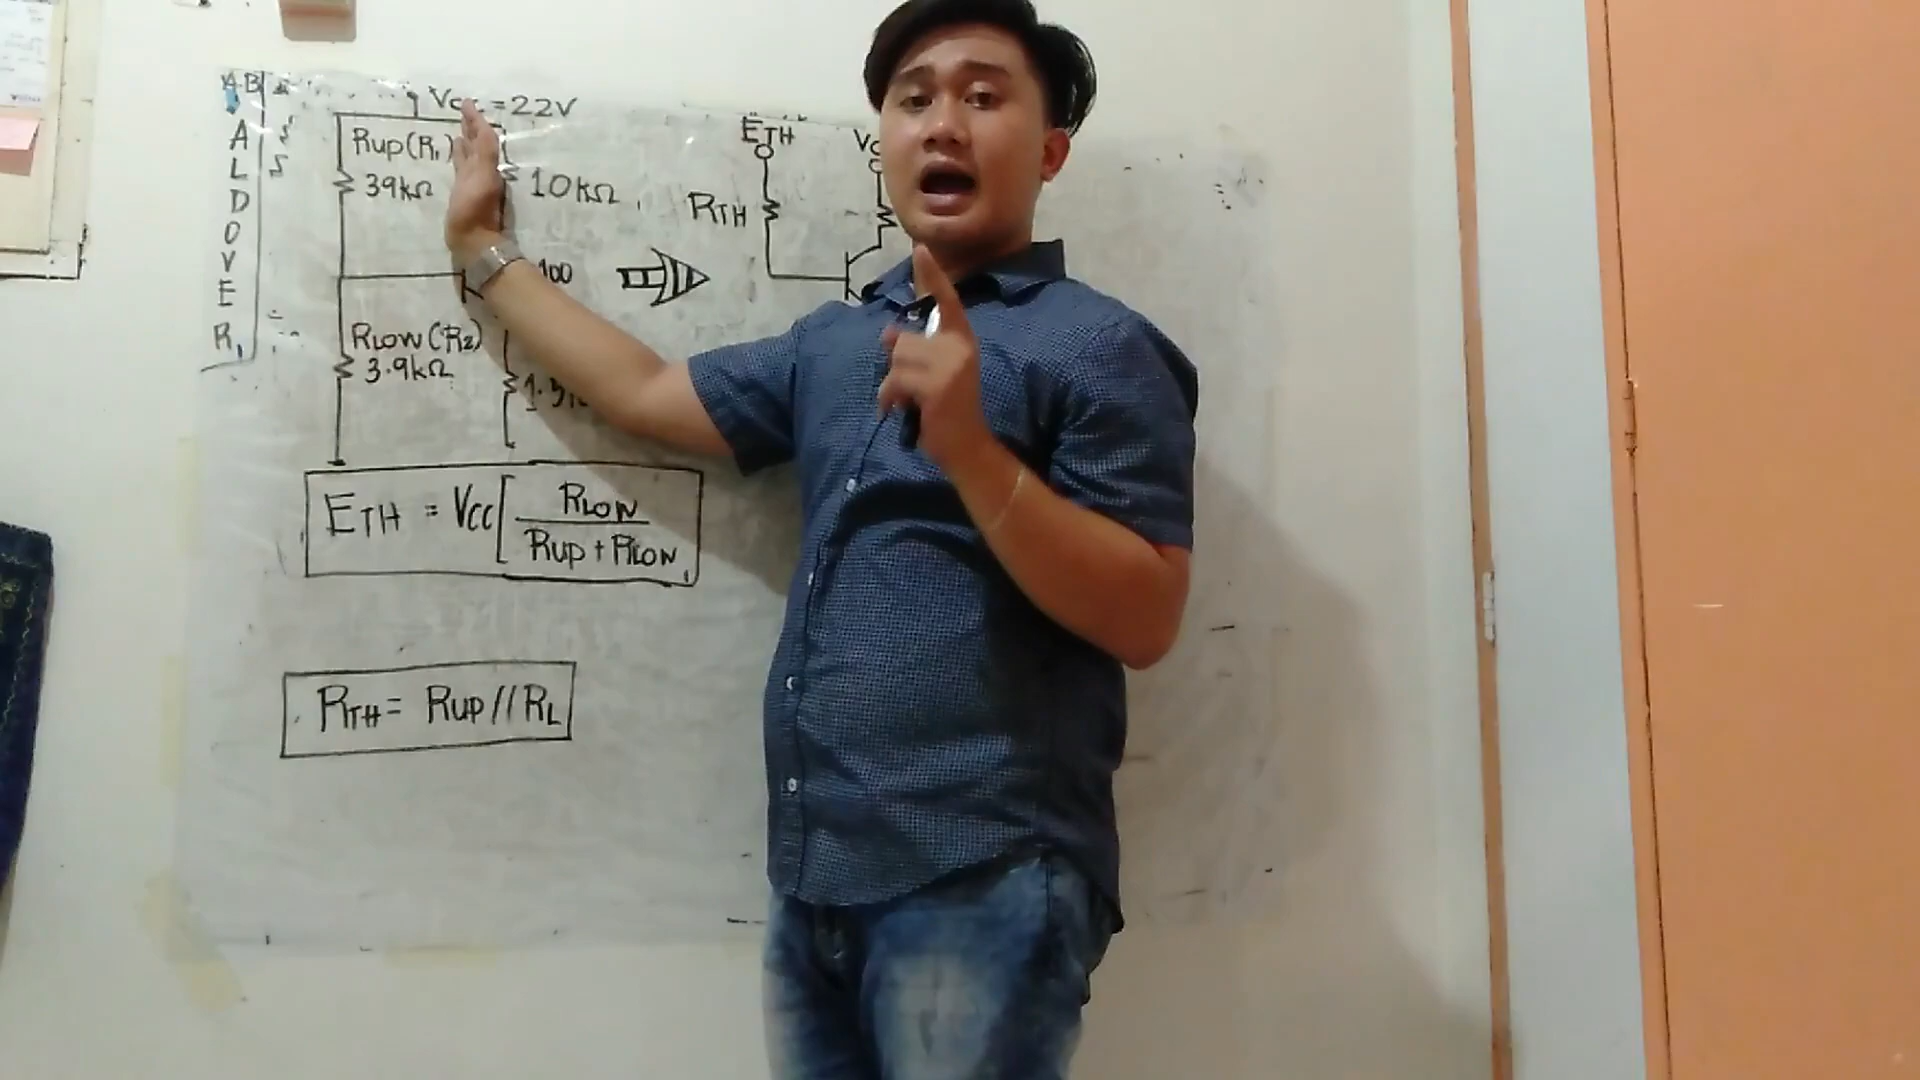 A.B
ALDOVER
Vcc = 22V
Rup (R1)
39kΩ
10kΩ
100
RLOW (R2)
3.9kΩ
ETH
RTH
ETH = Vcc [ RLOW
Rup + RLOW
RTH = Rup // RL